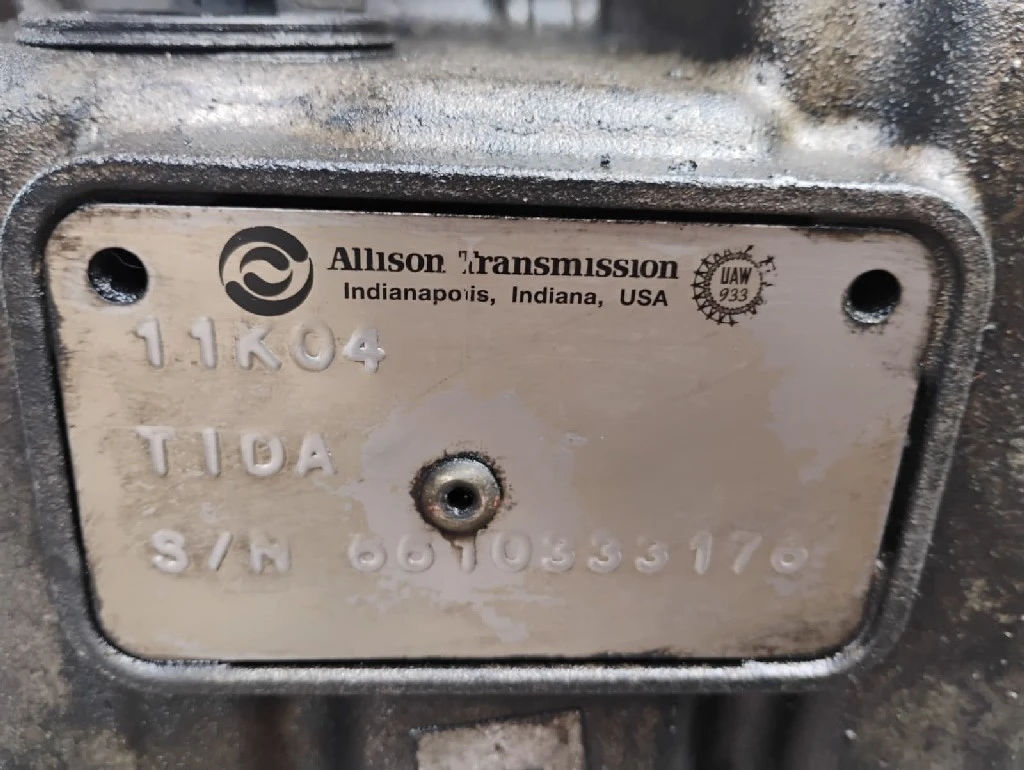 Allison Transmission
Indianapolis, Indiana, USA
UAW
933
11K04
TIDA
S/N 6610333176